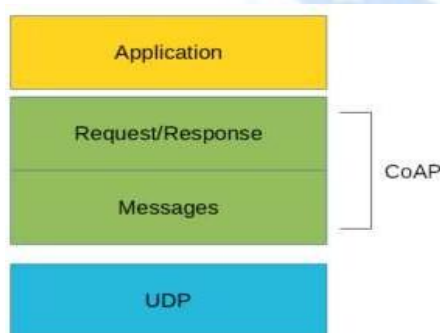 Application
Request/Response
CoAP
Messages
UDP